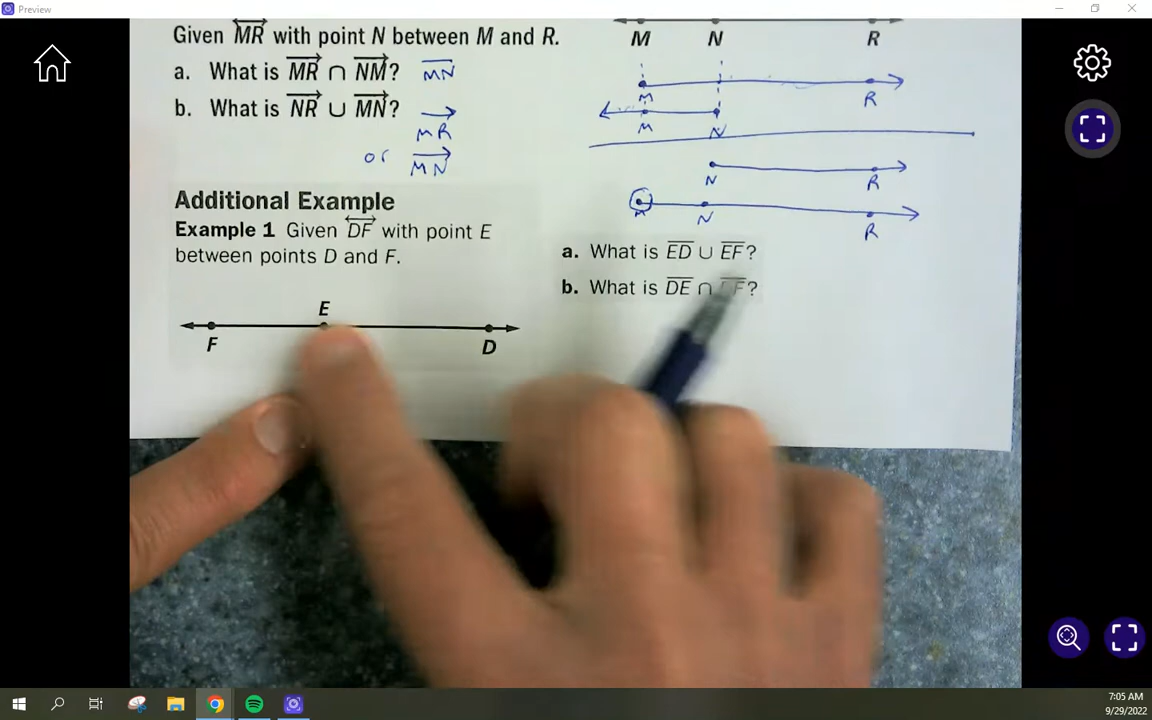 Preview
Given MR with point N between M and R.
a. What is MR ∩ NM? MN
b. What is NR ∪ MN? MR
or MN
M N R
M R
M N
N R
M N R
Additional Example
Example 1 Given DF with point E
between points D and F.
E
F D
a. What is ED ∪ EF?
b. What is DE ∩ ?
7:05 AM
9/29/2022